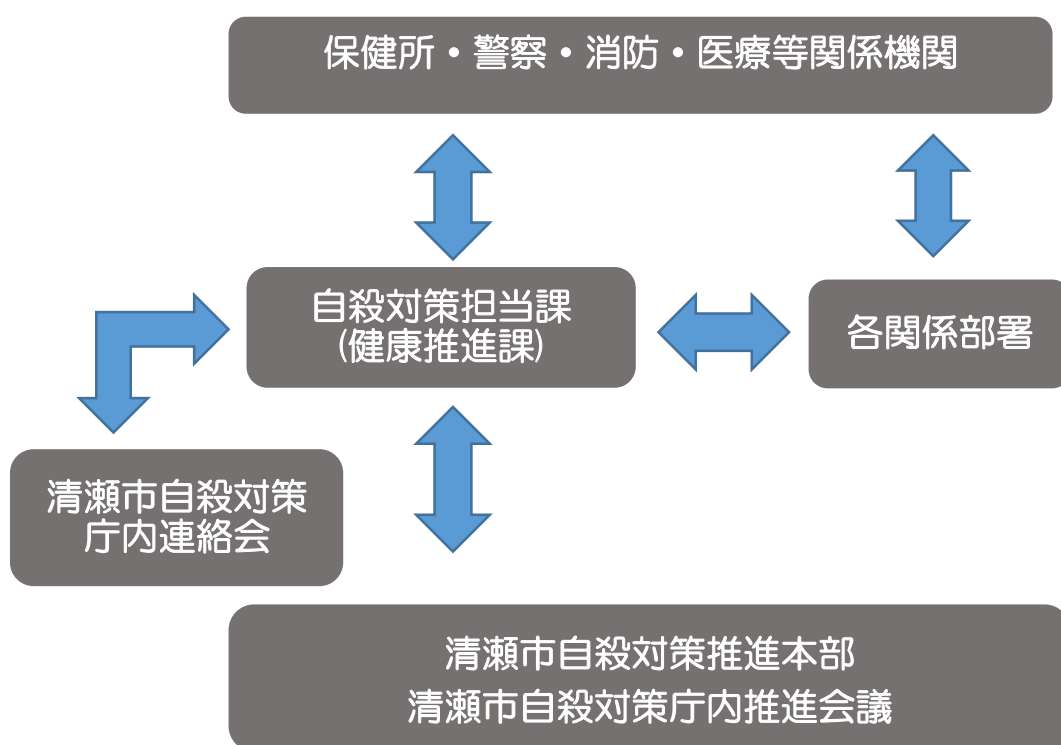 保健所・警察・消防・医療等関係機関
自殺対策担当課
(健康推進課)
各関係部署
清瀬市自殺対策
庁内連絡会
清瀬市自殺対策推進本部
清瀬市自殺対策庁内推進会議